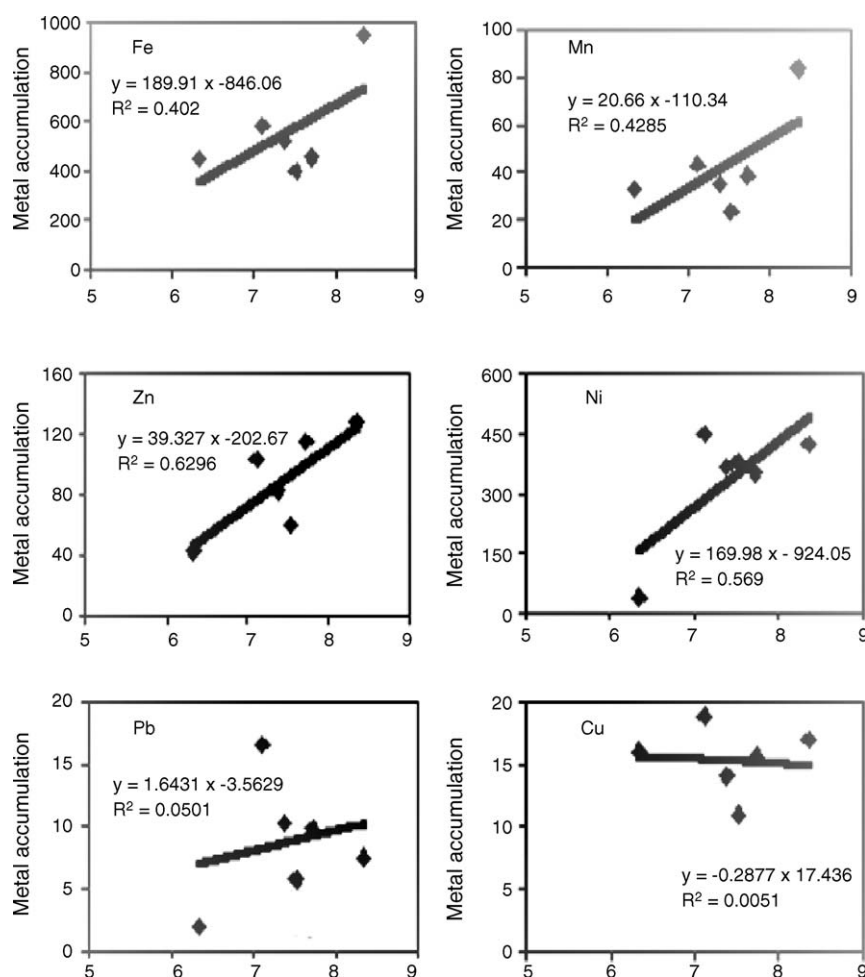 Fe
y = 189.91 x -846.06
R² = 0.402
Metal accumulation
1000
800
600
400
200
0
5 6 7 8 9
Mn
y = 20.66 x -110.34
R² = 0.4285
Metal accumulation
100
80
60
40
20
0
5 6 7 8 9
Zn
y = 39.327 x -202.67
R² = 0.6296
Metal accumulation
160
120
80
40
0
5 6 7 8 9
Ni
y = 169.98 x - 924.05
R² = 0.569
Metal accumulation
600
450
300
150
0
5 6 7 8 9
Pb
y = 1.6431 x -3.5629
R² = 0.0501
Metal accumulation
20
15
10
5
0
5 6 7 8 9
Cu
y = -0.2877 x 17.436
R² = 0.0051
Metal accumulation
20
15
10
5
0
5 6 7 8 9